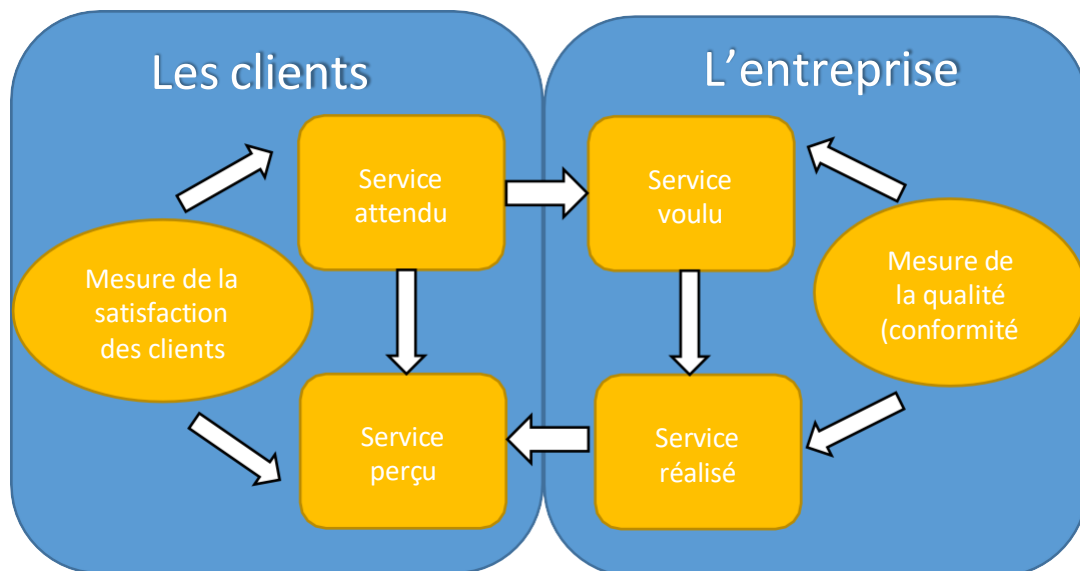 Les clients
L'entreprise
Service
attendu
Service
voulu
Mesure de la
satisfaction
des clients
Mesure de
la qualité
(conformité
Service
perçu
Service
réalisé